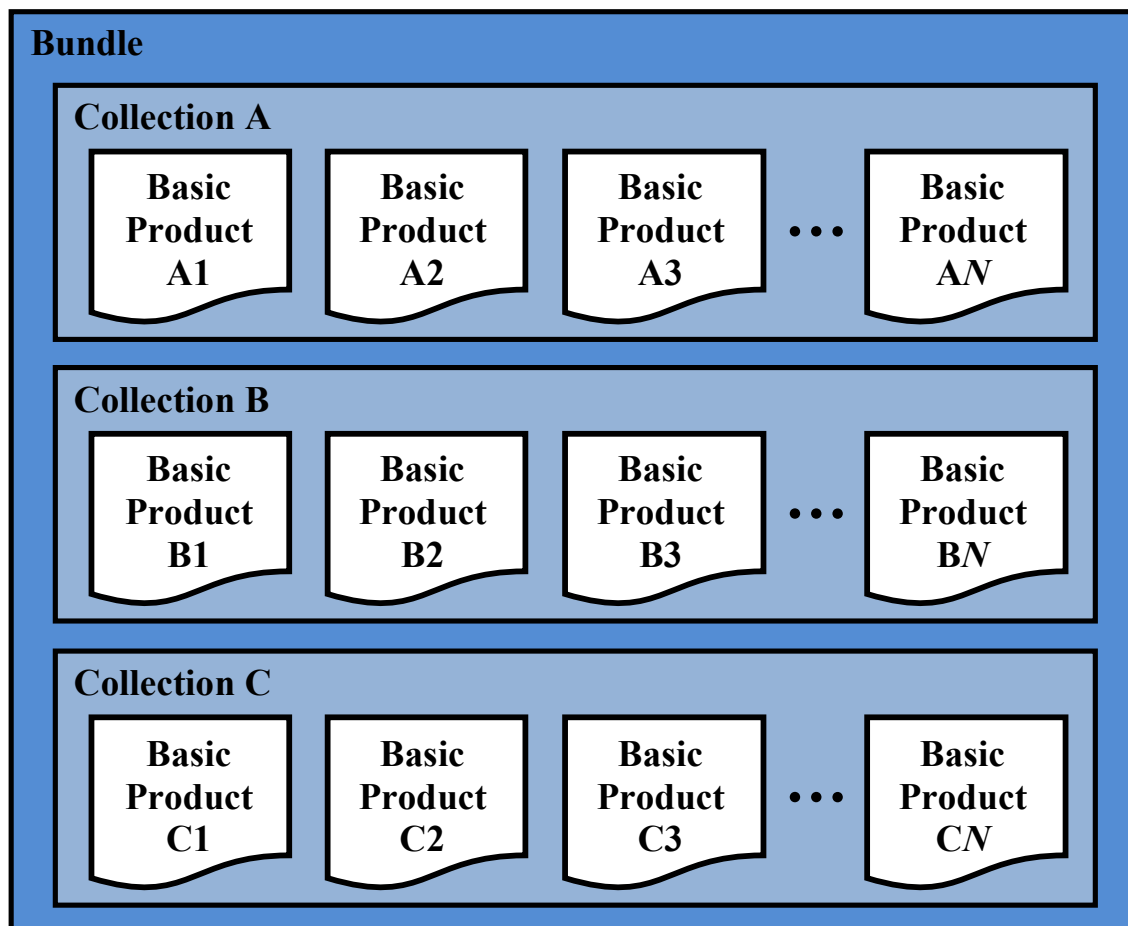 Bundle
Collection A
Basic
Product
A1
Basic
Product
A2
Basic
Product
A3
...
Basic
Product
AN
Collection B
Basic
Product
B1
Basic
Product
B2
Basic
Product
B3
...
Basic
Product
BN
Collection C
Basic
Product
C1
Basic
Product
C2
Basic
Product
C3
...
Basic
Product
CN